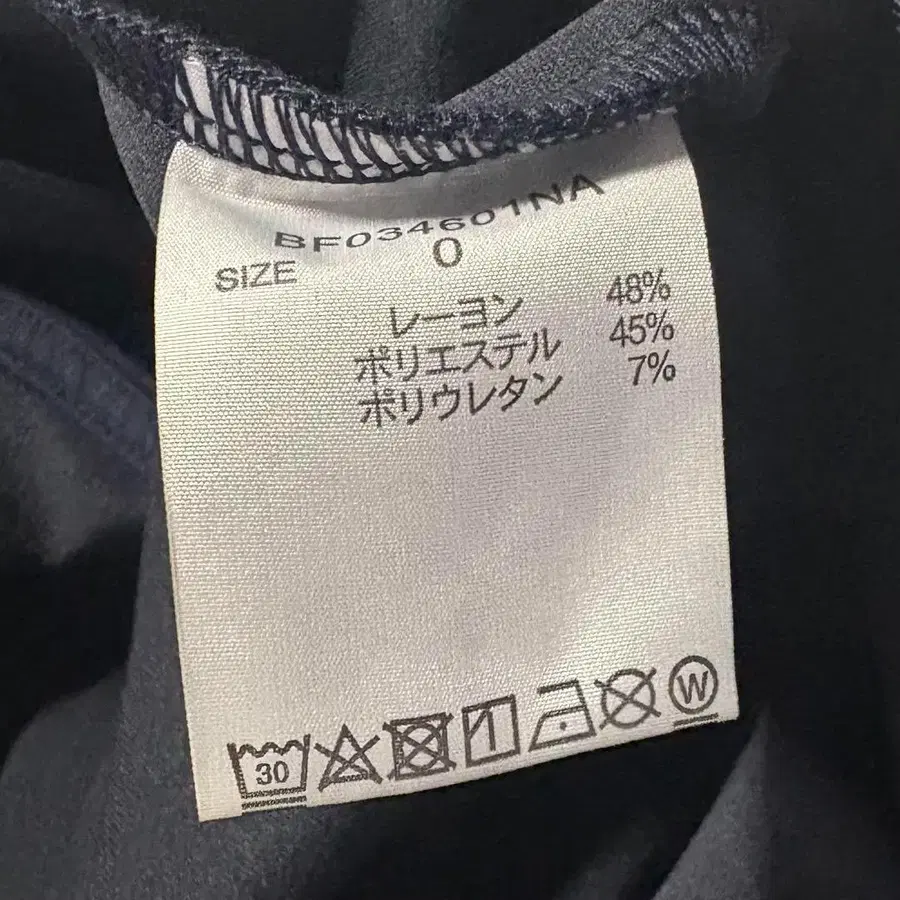 BF034601NA
SIZE 0
レーヨン 48%
ポリエステル 45%
ポリウレタン 7%
30 W